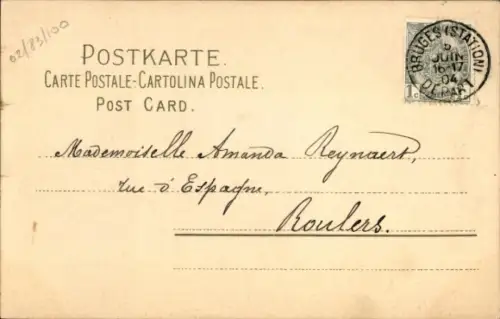 02/83/100
POSTKARTE.
CARTE POSTALE-CARTOLINA POSTALE.
POST CARD.
BRUGES (STATION)
5
JUIN
16-17
04
DEPART
1c
Mademoiselle Amanda Reynaert,
rue d'Espagne,
Roulers.